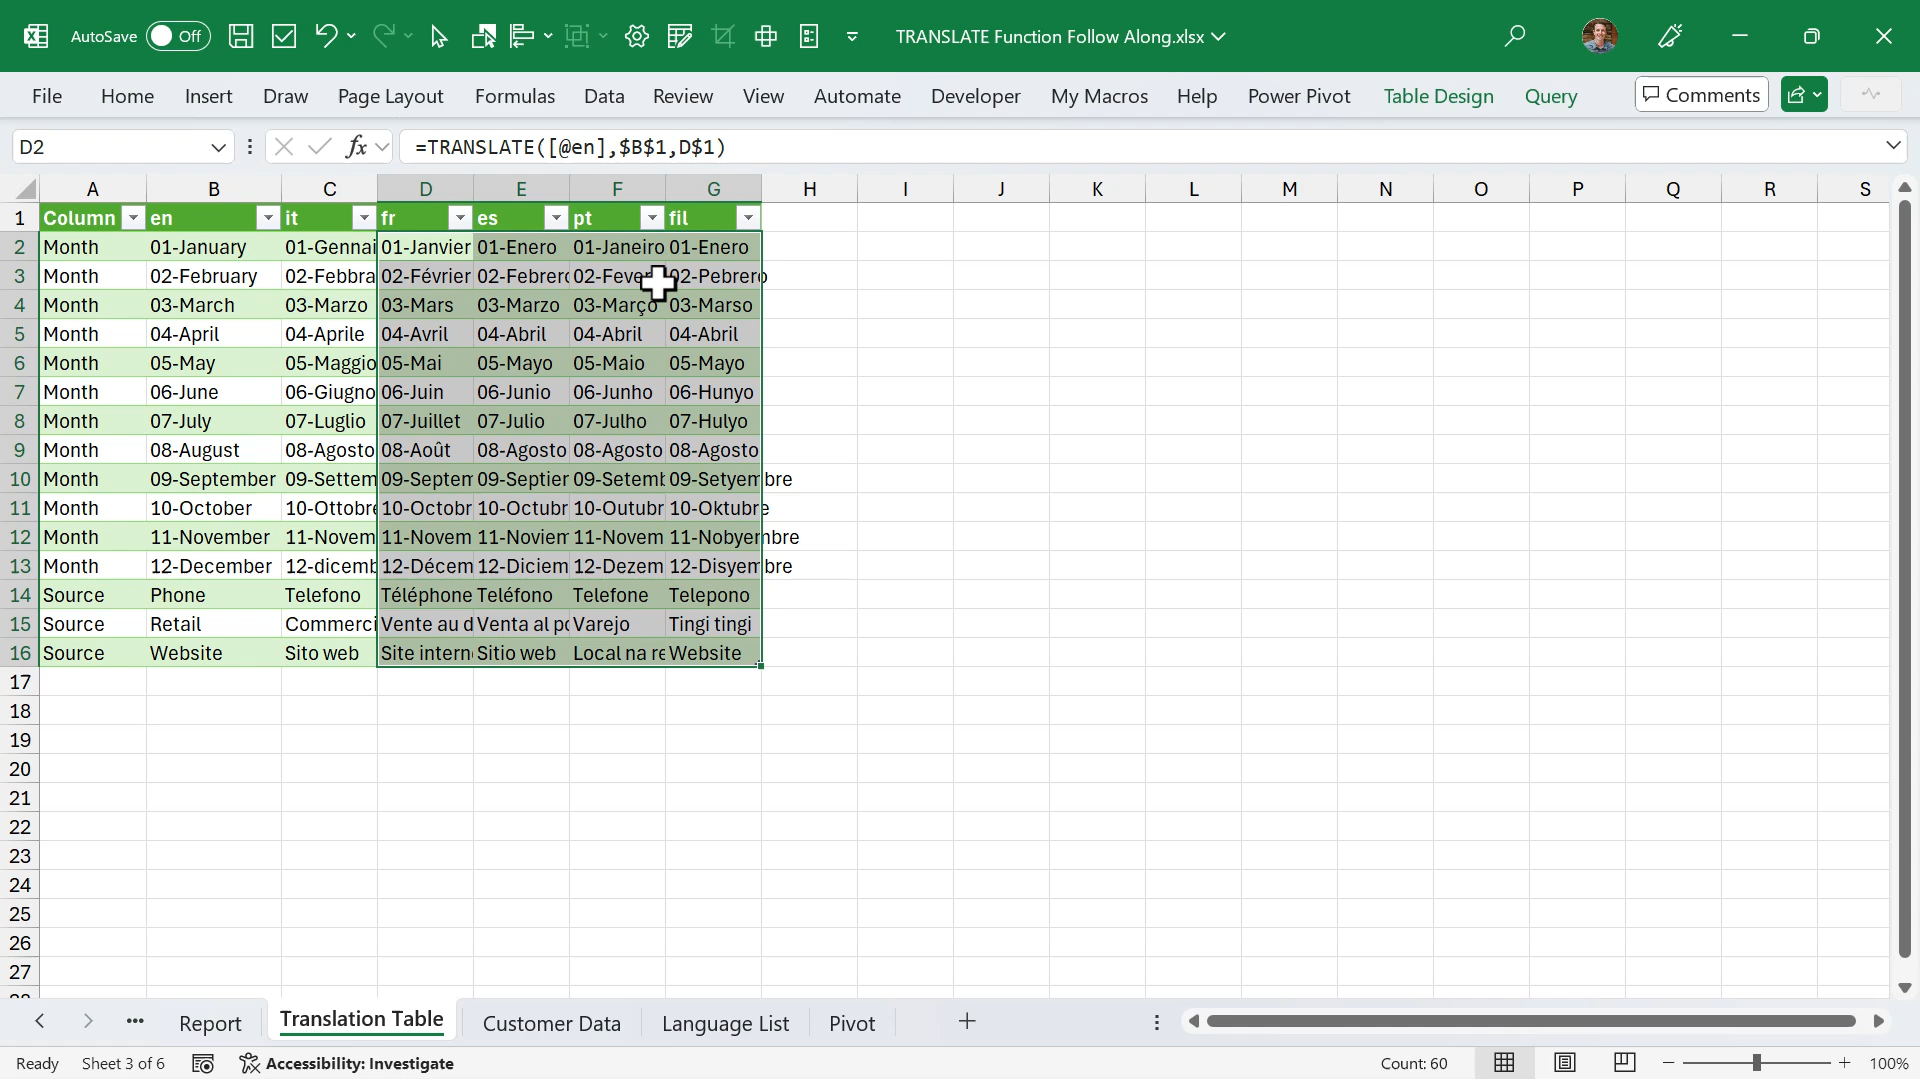 AutoSave Off TRANSLATE Function Follow Along.xlsx
File Home Insert Draw Page Layout Formulas Data Review View Automate Developer My Macros Help Power Pivot Table Design Query Comments
D2 fx =TRANSLATE([@en],$B$1,D$1)
A B C D E F G H I J K L M N O P Q R S
1 Column en it fr es pt fil
2 Month 01-January 01-Gennai 01-Janvier 01-Enero 01-Janeiro 01-Enero
3 Month 02-February 02-Febbra 02-Février 02-Febrero 02-Feve 02-Pebrero
4 Month 03-March 03-Marzo 03-Mars 03-Marzo 03-Março 03-Marso
5 Month 04-April 04-Aprile 04-Avril 04-Abril 04-Abril 04-Abril
6 Month 05-May 05-Maggio 05-Mai 05-Mayo 05-Maio 05-Mayo
7 Month 06-June 06-Giugno 06-Juin 06-Junio 06-Junho 06-Hunyo
8 Month 07-July 07-Luglio 07-Juillet 07-Julio 07-Julho 07-Hulyo
9 Month 08-August 08-Agosto 08-Août 08-Agosto 08-Agosto 08-Agosto
10 Month 09-September 09-Settem 09-Septem 09-Septier 09-Setemb 09-Setyembre
11 Month 10-October 10-Ottobre 10-Octobr 10-Octubr 10-Outubr 10-Oktubre
12 Month 11-November 11-Novem 11-Novem 11-Noviem 11-Novem 11-Nobyembre
13 Month 12-December 12-dicemb 12-Décem 12-Diciem 12-Dezem 12-Disyembre
14 Source Phone Telefono Téléphone Teléfono Telefone Telepono
15 Source Retail Commerci Vente au d Venta al po Varejo Tingi tingi
16 Source Website Sito web Site intern Sitio web Local na re Website
17
18
19
20
21
22
23
24
25
26
27
Report Translation Table Customer Data Language List Pivot
Ready Sheet 3 of 6 Accessibility: Investigate Count: 60 100%